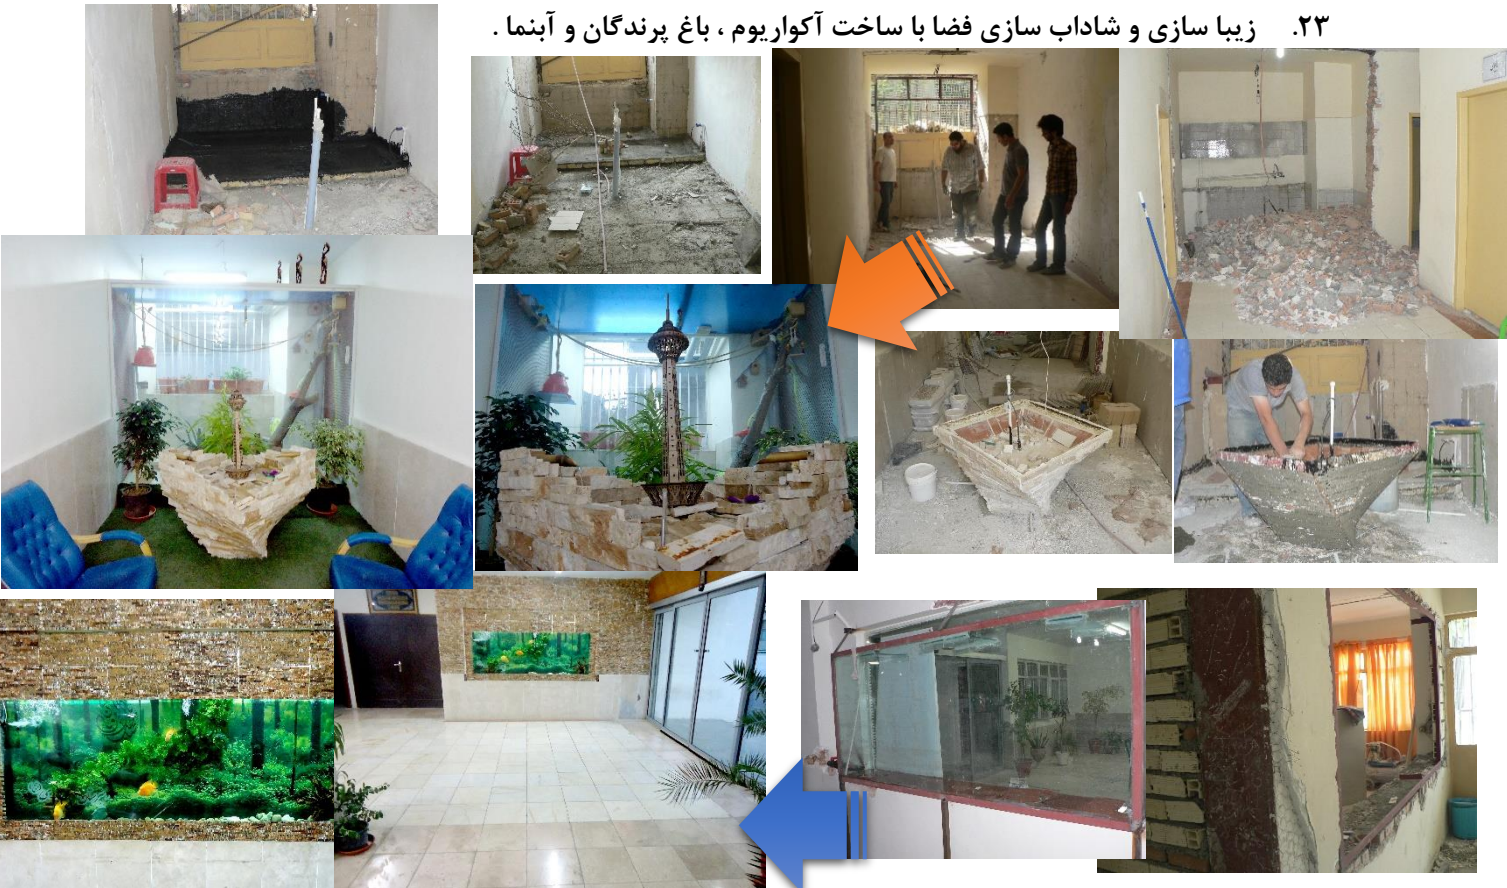 ۲۳. زیبا سازی و شاداب سازی فضا با ساخت آکواریوم ، باغ پرندگان و آبنما .